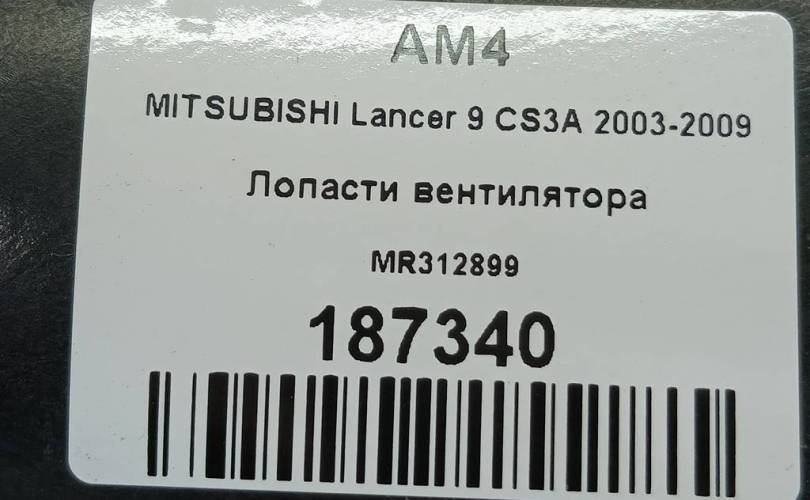 AM4
MITSUBISHI Lancer 9 CS3A 2003-2009
Лопасти вентилятора
MR312899
187340